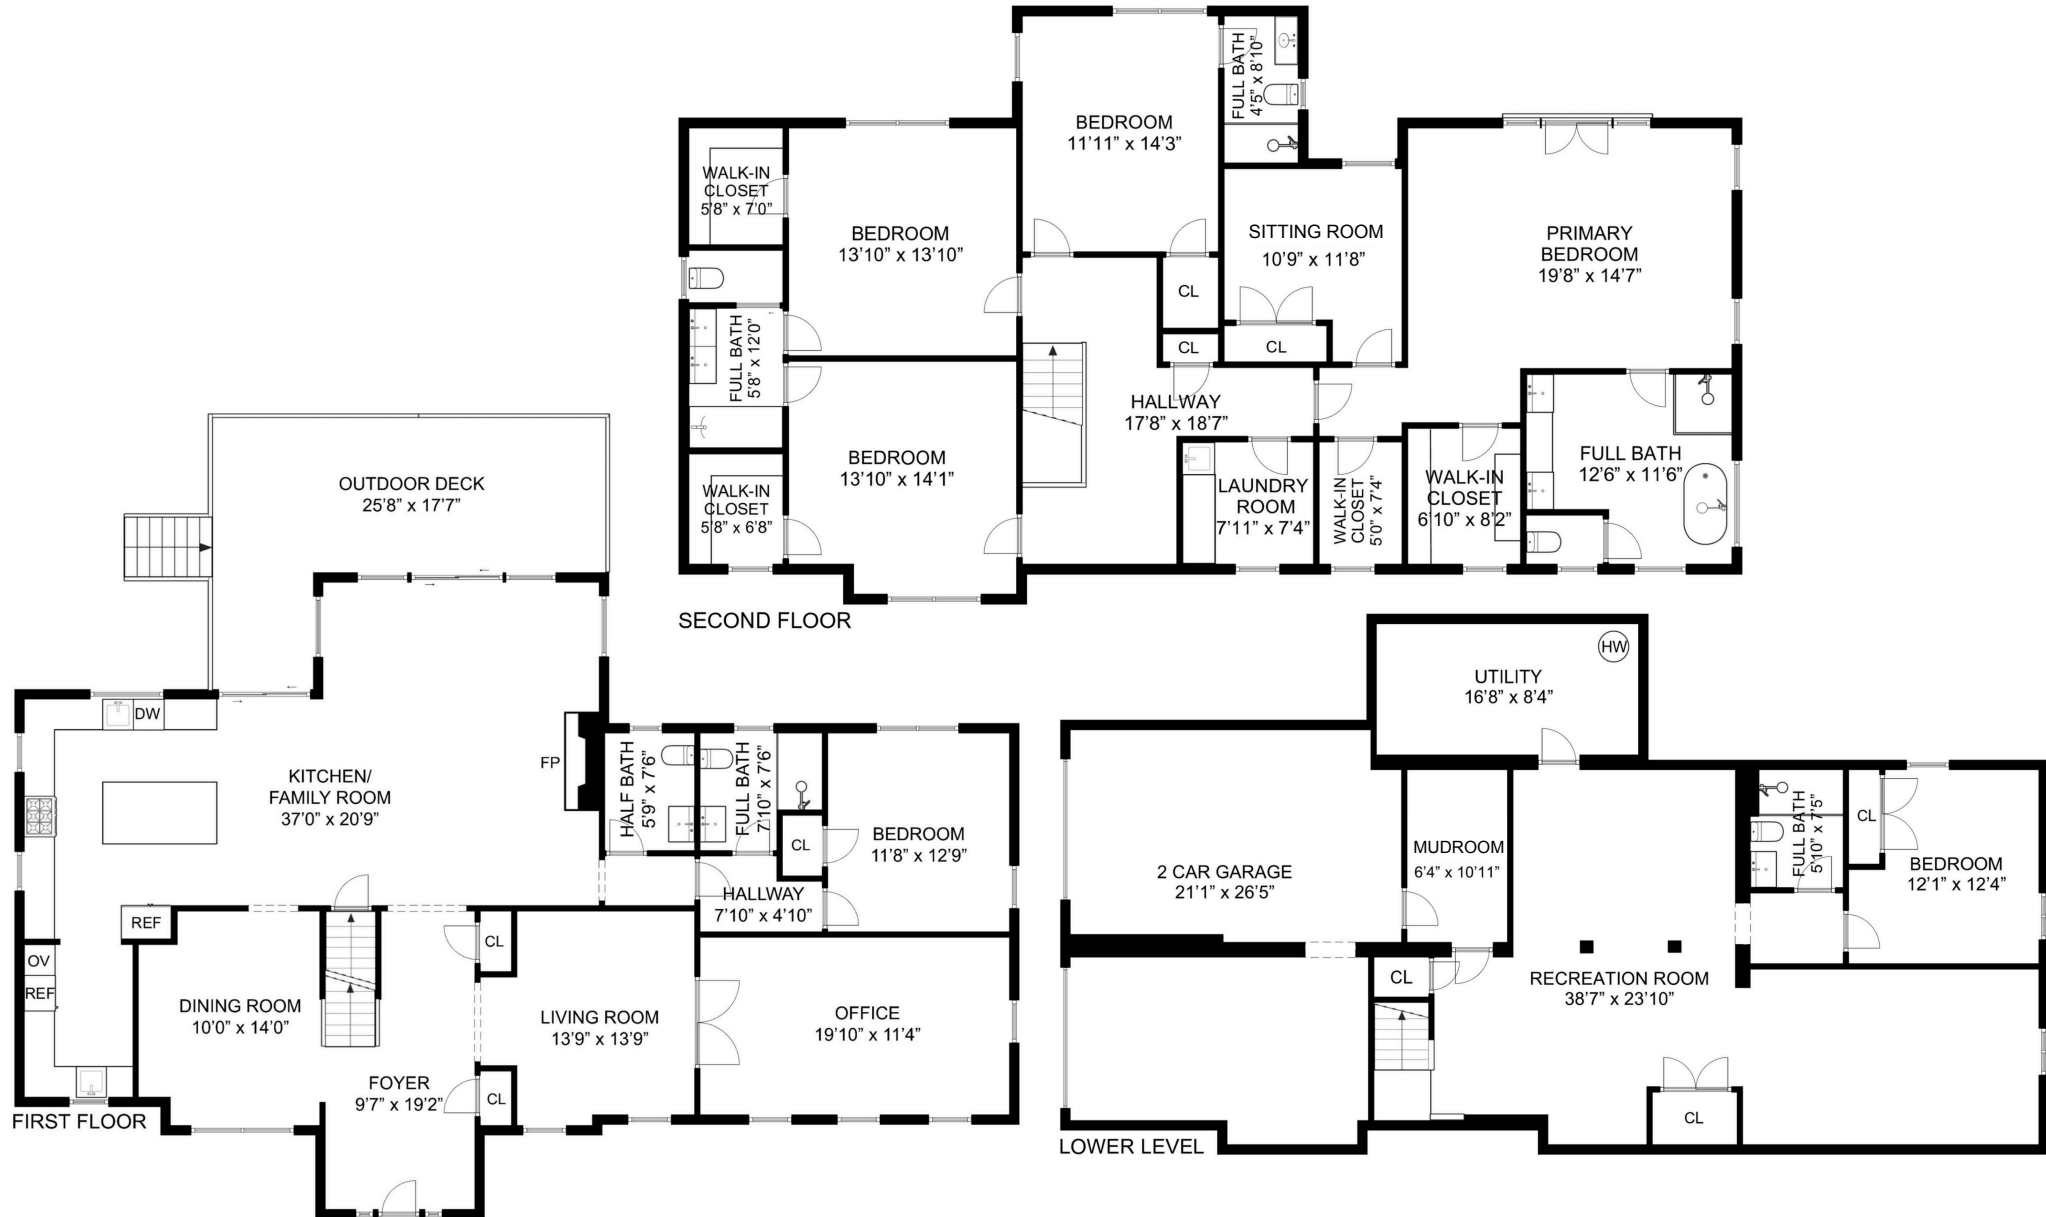 FULL BATH
4'5" x 8'10"
BEDROOM
11'11" x 14'3"
WALK-IN
CLOSET
5'8" x 7'0"
BEDROOM
13'10" x 13'10"
SITTING ROOM
10'9" x 11'8"
PRIMARY
BEDROOM
19'8" x 14'7"
CL
CL
CL
FULL BATH
5'8" x 12'0"
HALLWAY
17'8" x 18'7"
BEDROOM
13'10" x 14'1"
WALK-IN
CLOSET
5'8" x 6'8"
LAUNDRY
ROOM
7'11" x 7'4"
WALK-IN
CLOSET
5'0" x 7'4"
WALK-IN
CLOSET
6'10" x 8'2"
FULL BATH
12'6" x 11'6"
SECOND FLOOR
OUTDOOR DECK
25'8" x 17'7"
DW
KITCHEN/
FAMILY ROOM
37'0" x 20'9"
FP
HALF BATH
5'9" x 7'6"
FULL BATH
7'10" x 7'6"
CL
BEDROOM
11'8" x 12'9"
HALLWAY
7'10" x 4'10"
REF
OV
REF
CL
DINING ROOM
10'0" x 14'0"
LIVING ROOM
13'9" x 13'9"
OFFICE
19'10" x 11'4"
FOYER
9'7" x 19'2"
CL
FIRST FLOOR
HW
UTILITY
16'8" x 8'4"
2 CAR GARAGE
21'1" x 26'5"
MUDROOM
6'4" x 10'11"
FULL BATH
5'10" x 7'5"
CL
BEDROOM
12'1" x 12'4"
CL
RECREATION ROOM
38'7" x 23'10"
CL
LOWER LEVEL